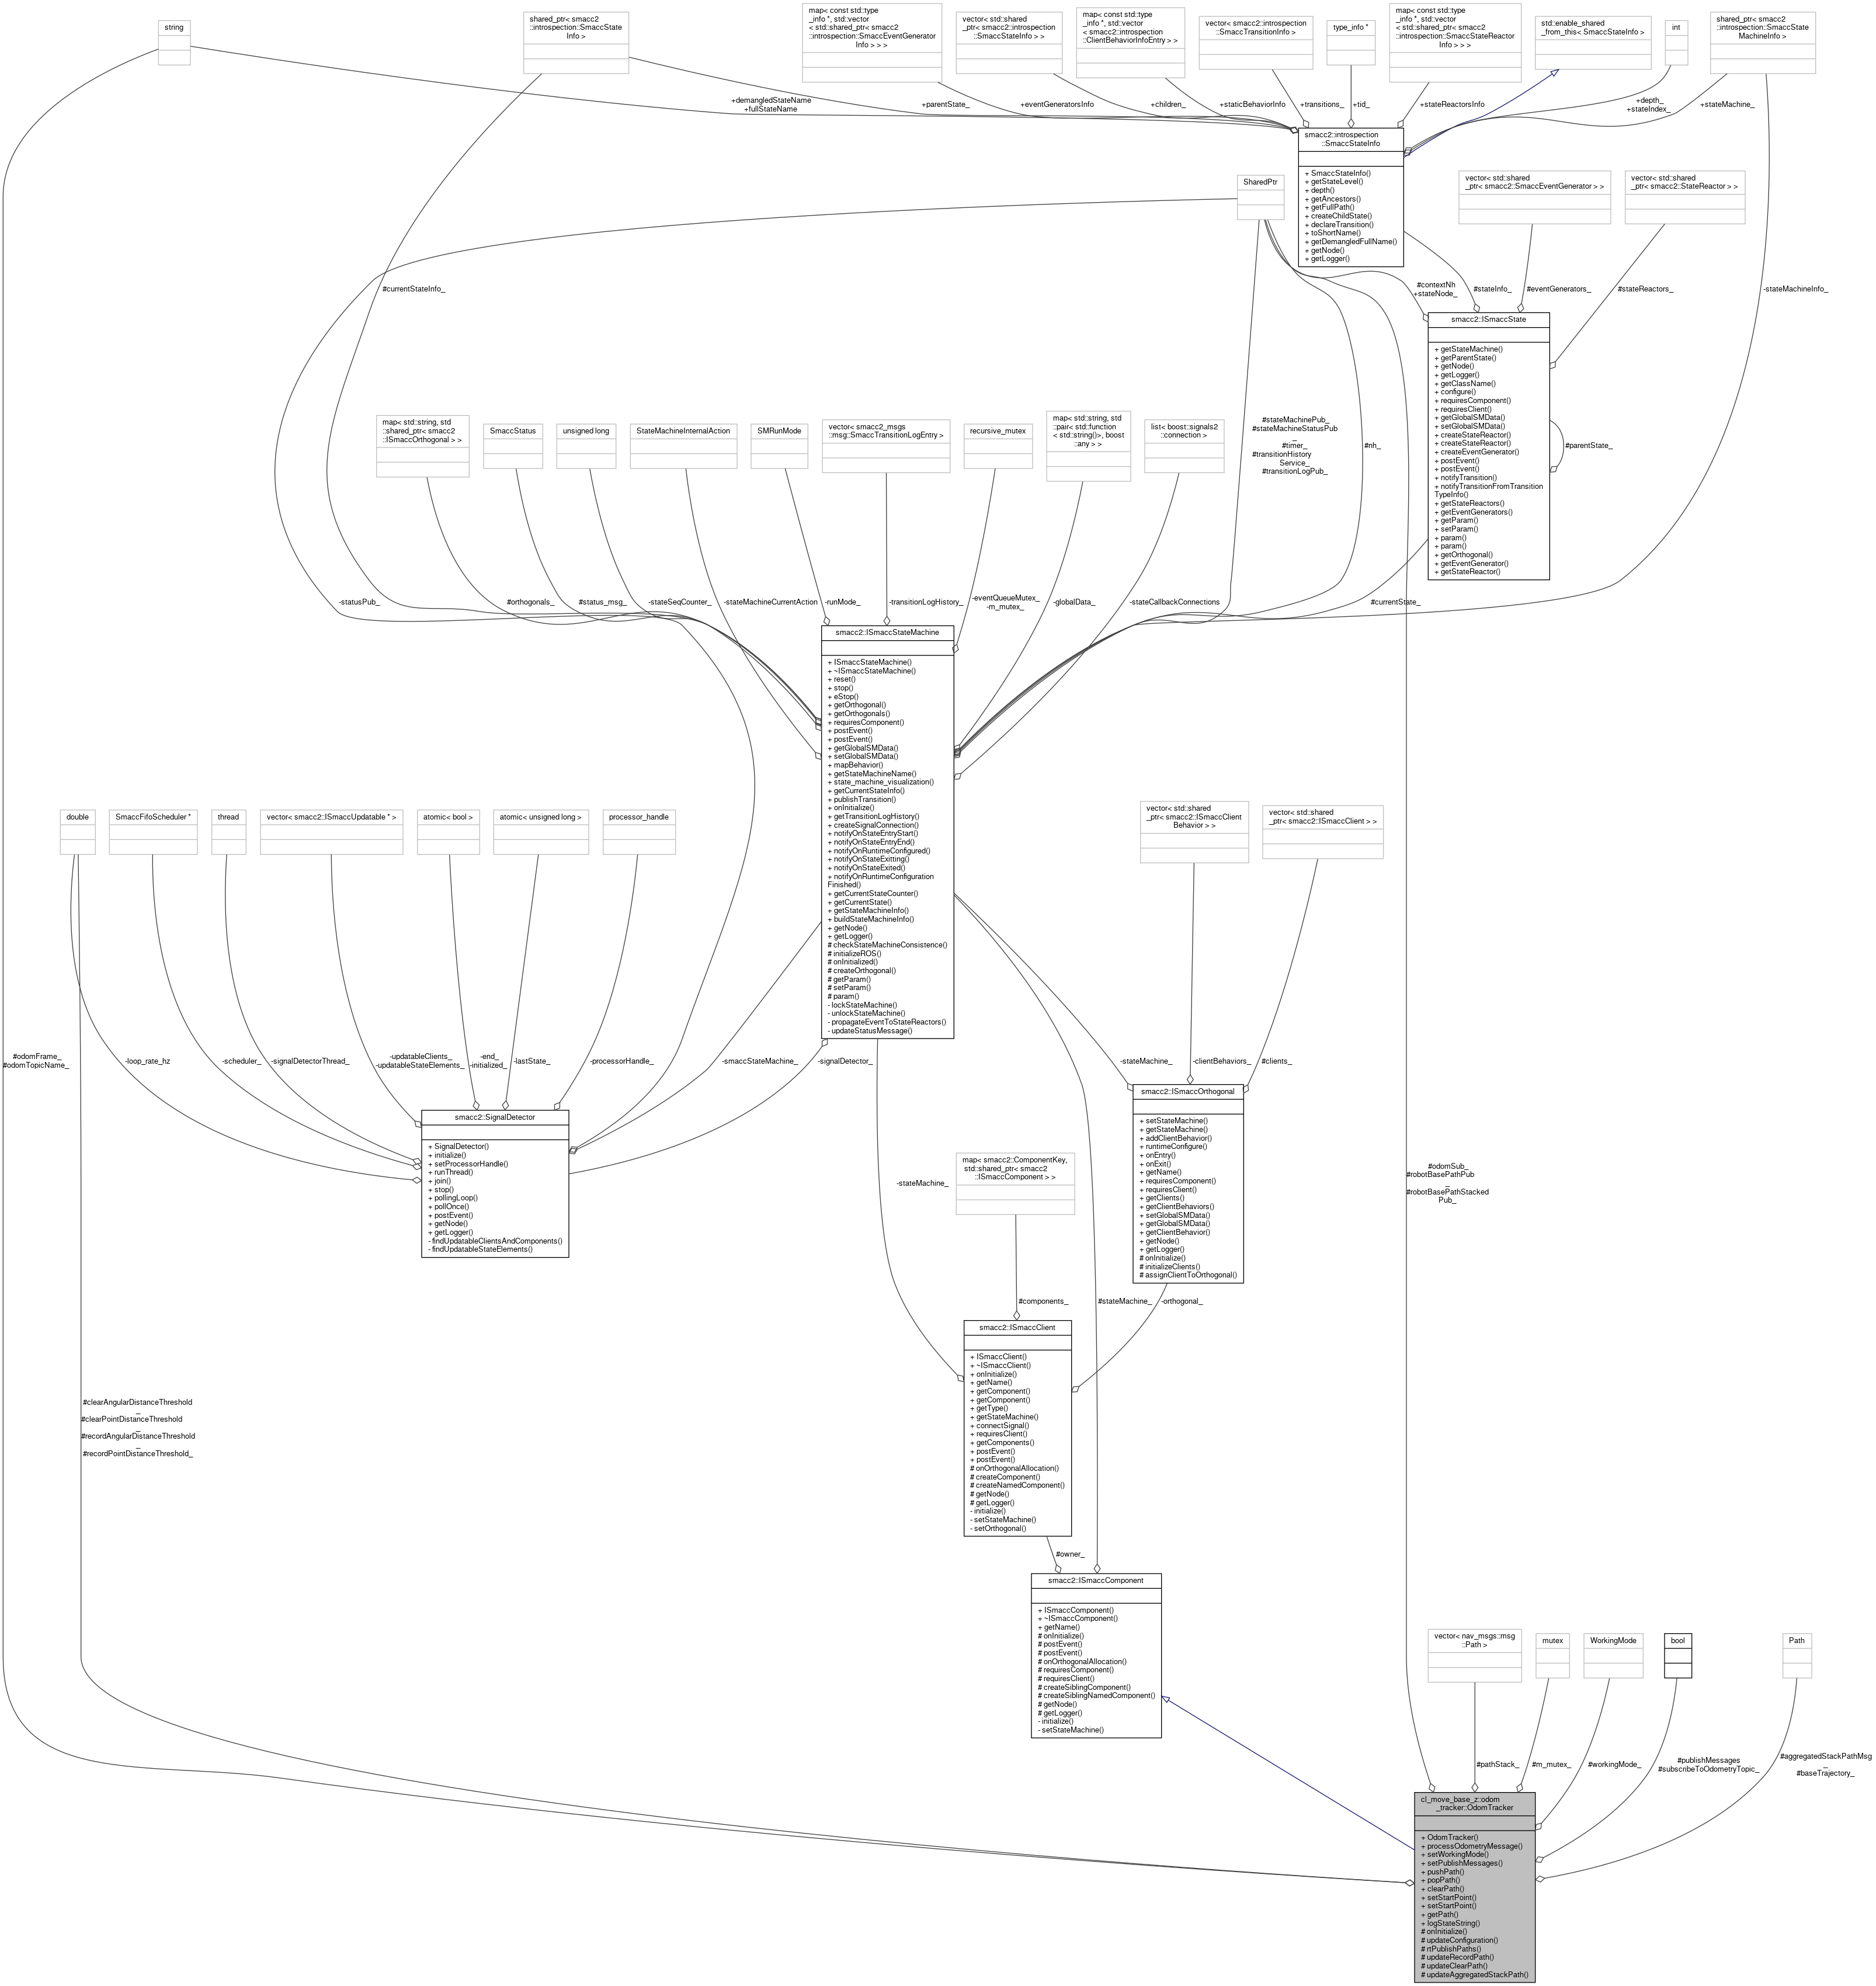 string
shared_ptr< smacc2
::introspection::SmaccState
Info >
map< const std::type
_info *, std::vector
< std::shared_ptr< smacc2
::introspection::SmaccEventGenerator
Info > > >
vector< std::shared
_ptr< smacc2::introspection
::SmaccStateInfo > >
map< const std::type
_info *, std::vector
< smacc2::introspection
::ClientBehaviorInfoEntry > >
vector< smacc2::introspection
::SmaccTransitionInfo >
type_info *
map< const std::type
_info *, std::vector
< std::shared_ptr< smacc2
::introspection::SmaccStateReactor
Info > > >
std::enable_shared
_from_this< SmaccStateInfo >
int
shared_ptr< smacc2
::introspection::SmaccState
MachineInfo >
+demangledStateName
+fullStateName
+parentState_
+eventGeneratorsInfo
+children_
+staticBehaviorInfo
+transitions_
+tid_
+stateReactorsInfo
+depth_
+stateIndex_
+stateMachine_
smacc2::introspection
::SmaccStateInfo
+ SmaccStateInfo()
+ getStateLevel()
+ depth()
+ getAncestors()
+ getFullPath()
+ createChildState()
+ declareTransition()
+ toShortName()
+ getDemangledFullName()
+ getNode()
+ getLogger()
SharedPtr
vector< std::shared
_ptr< smacc2::SmaccEventGenerator > >
vector< std::shared
_ptr< smacc2::StateReactor > >
#currentStateInfo_
#contextNh
+stateNode_
#stateInfo_
#eventGenerators_
#stateReactors_
-stateMachineInfo_
smacc2::ISmaccState
+ getStateMachine()
+ getParentState()
+ getNode()
+ getLogger()
+ getClassName()
+ configure()
+ requiresComponent()
+ requiresClient()
+ getGlobalSMData()
+ setGlobalSMData()
+ createStateReactor()
+ createStateReactor()
+ createEventGenerator()
+ postEvent()
+ postEvent()
+ notifyTransition()
+ notifyTransitionFromTransition
TypeInfo()
+ getStateReactors()
+ getEventGenerators()
+ getParam()
+ setParam()
+ param()
+ param()
+ getOrthogonal()
+ getEventGenerator()
+ getStateReactor()
#parentState_
map< std::string, std
::shared_ptr< smacc2
::ISmaccOrthogonal > >
SmaccStatus
unsigned long
StateMachineInternalAction
SMRunMode
vector< smacc2_msgs
::msg::SmaccTransitionLogEntry >
recursive_mutex
map< std::string, std
::pair< std::function
< std::string()>, boost
::any > >
list< boost::signals2
::connection >
#stateMachinePub_
#stateMachineStatusPub
_
#timer_
#transitionHistory
Service_
#transitionLogPub_
#nh_
-statusPub_
#orthogonals_
#status_msg_
-stateSeqCounter_
-stateMachineCurrentAction
-runMode_
-transitionLogHistory_
-eventQueueMutex_
-m_mutex_
-globalData_
-stateCallbackConnections
#currentState_
smacc2::ISmaccStateMachine
+ ISmaccStateMachine()
+ ~ISmaccStateMachine()
+ reset()
+ stop()
+ eStop()
+ getOrthogonal()
+ getOrthogonals()
+ requiresComponent()
+ postEvent()
+ postEvent()
+ getGlobalSMData()
+ setGlobalSMData()
+ mapBehavior()
+ getStateMachineName()
+ state_machine_visualization()
+ getCurrentStateInfo()
+ publishTransition()
+ onInitialize()
+ getTransitionLogHistory()
+ createSignalConnection()
+ notifyOnStateEntryStart()
+ notifyOnStateEntryEnd()
+ notifyOnRuntimeConfigured()
+ notifyOnStateExitting()
+ notifyOnStateExited()
+ notifyOnRuntimeConfiguration
Finished()
+ getCurrentStateCounter()
+ getCurrentState()
+ getStateMachineInfo()
+ buildStateMachineInfo()
+ getNode()
+ getLogger()
# checkStateMachineConsistence()
# initializeROS()
# onInitialized()
# createOrthogonal()
# getParam()
# setParam()
# param()
- lockStateMachine()
- unlockStateMachine()
- propagateEventToStateReactors()
- updateStatusMessage()
double
SmaccFifoScheduler *
thread
vector< smacc2::ISmaccUpdatable * >
atomic< bool >
atomic< unsigned long >
processor_handle
vector< std::shared
_ptr< smacc2::ISmaccClient
Behavior > >
vector< std::shared
_ptr< smacc2::ISmaccClient > >
#odomFrame_
#odomTopicName_
-loop_rate_hz
-scheduler_
-signalDetectorThread_
-updatableClients_
-updatableStateElements_
-end_
-initialized_
-lastState_
-processorHandle_
-smaccStateMachine_
-signalDetector_
-stateMachine_
-clientBehaviors_
#clients_
smacc2::SignalDetector
+ SignalDetector()
+ initialize()
+ setProcessorHandle()
+ runThread()
+ join()
+ stop()
+ pollingLoop()
+ pollOnce()
+ postEvent()
+ getNode()
+ getLogger()
- findUpdatableClientsAndComponents()
- findUpdatableStateElements()
smacc2::ISmaccOrthogonal
+ setStateMachine()
+ getStateMachine()
+ addClientBehavior()
+ runtimeConfigure()
+ onEntry()
+ onExit()
+ getName()
+ requiresComponent()
+ requiresClient()
+ getClients()
+ getClientBehaviors()
+ setGlobalSMData()
+ getGlobalSMData()
+ getClientBehavior()
+ getNode()
+ getLogger()
# onInitialize()
# initializeClients()
# assignClientToOrthogonal()
map< smacc2::ComponentKey,
std::shared_ptr< smacc2
::ISmaccComponent > >
-stateMachine_
#odomSub_
#robotBasePathPub
_
#robotBasePathStacked
Pub_
#components_
#stateMachine_
-orthogonal_
smacc2::ISmaccClient
+ ISmaccClient()
+ ~ISmaccClient()
+ onInitialize()
+ getName()
+ getComponent()
+ getComponent()
+ getType()
+ getStateMachine()
+ connectSignal()
+ requiresClient()
+ getComponents()
+ postEvent()
+ postEvent()
# onOrthogonalAllocation()
# createComponent()
# createNamedComponent()
# getNode()
# getLogger()
- initialize()
- setStateMachine()
- setOrthogonal()
#clearAngularDistanceThreshold
_
#clearPointDistanceThreshold
_
#recordAngularDistanceThreshold
_
#recordPointDistanceThreshold_
#owner_
smacc2::ISmaccComponent
+ ISmaccComponent()
+ ~ISmaccComponent()
+ getName()
# onInitialize()
# postEvent()
# postEvent()
# onOrthogonalAllocation()
# requiresComponent()
# requiresClient()
# createSiblingComponent()
# createSiblingNamedComponent()
# getNode()
# getLogger()
- initialize()
- setStateMachine()
vector< nav_msgs::msg
::Path >
mutex
WorkingMode
bool
Path
#pathStack_
#m_mutex_
#workingMode_
#publishMessages
#subscribeToOdometryTopic_
#aggregatedStackPathMsg
_
#baseTrajectory_
cl_move_base_z::odom
_tracker::OdomTracker
+ OdomTracker()
+ processOdometryMessage()
+ setWorkingMode()
+ setPublishMessages()
+ pushPath()
+ popPath()
+ clearPath()
+ setStartPoint()
+ setStartPoint()
+ getPath()
+ logStateString()
# onInitialize()
# updateConfiguration()
# rtPublishPaths()
# updateRecordPath()
# updateClearPath()
# updateAggregatedStackPath()